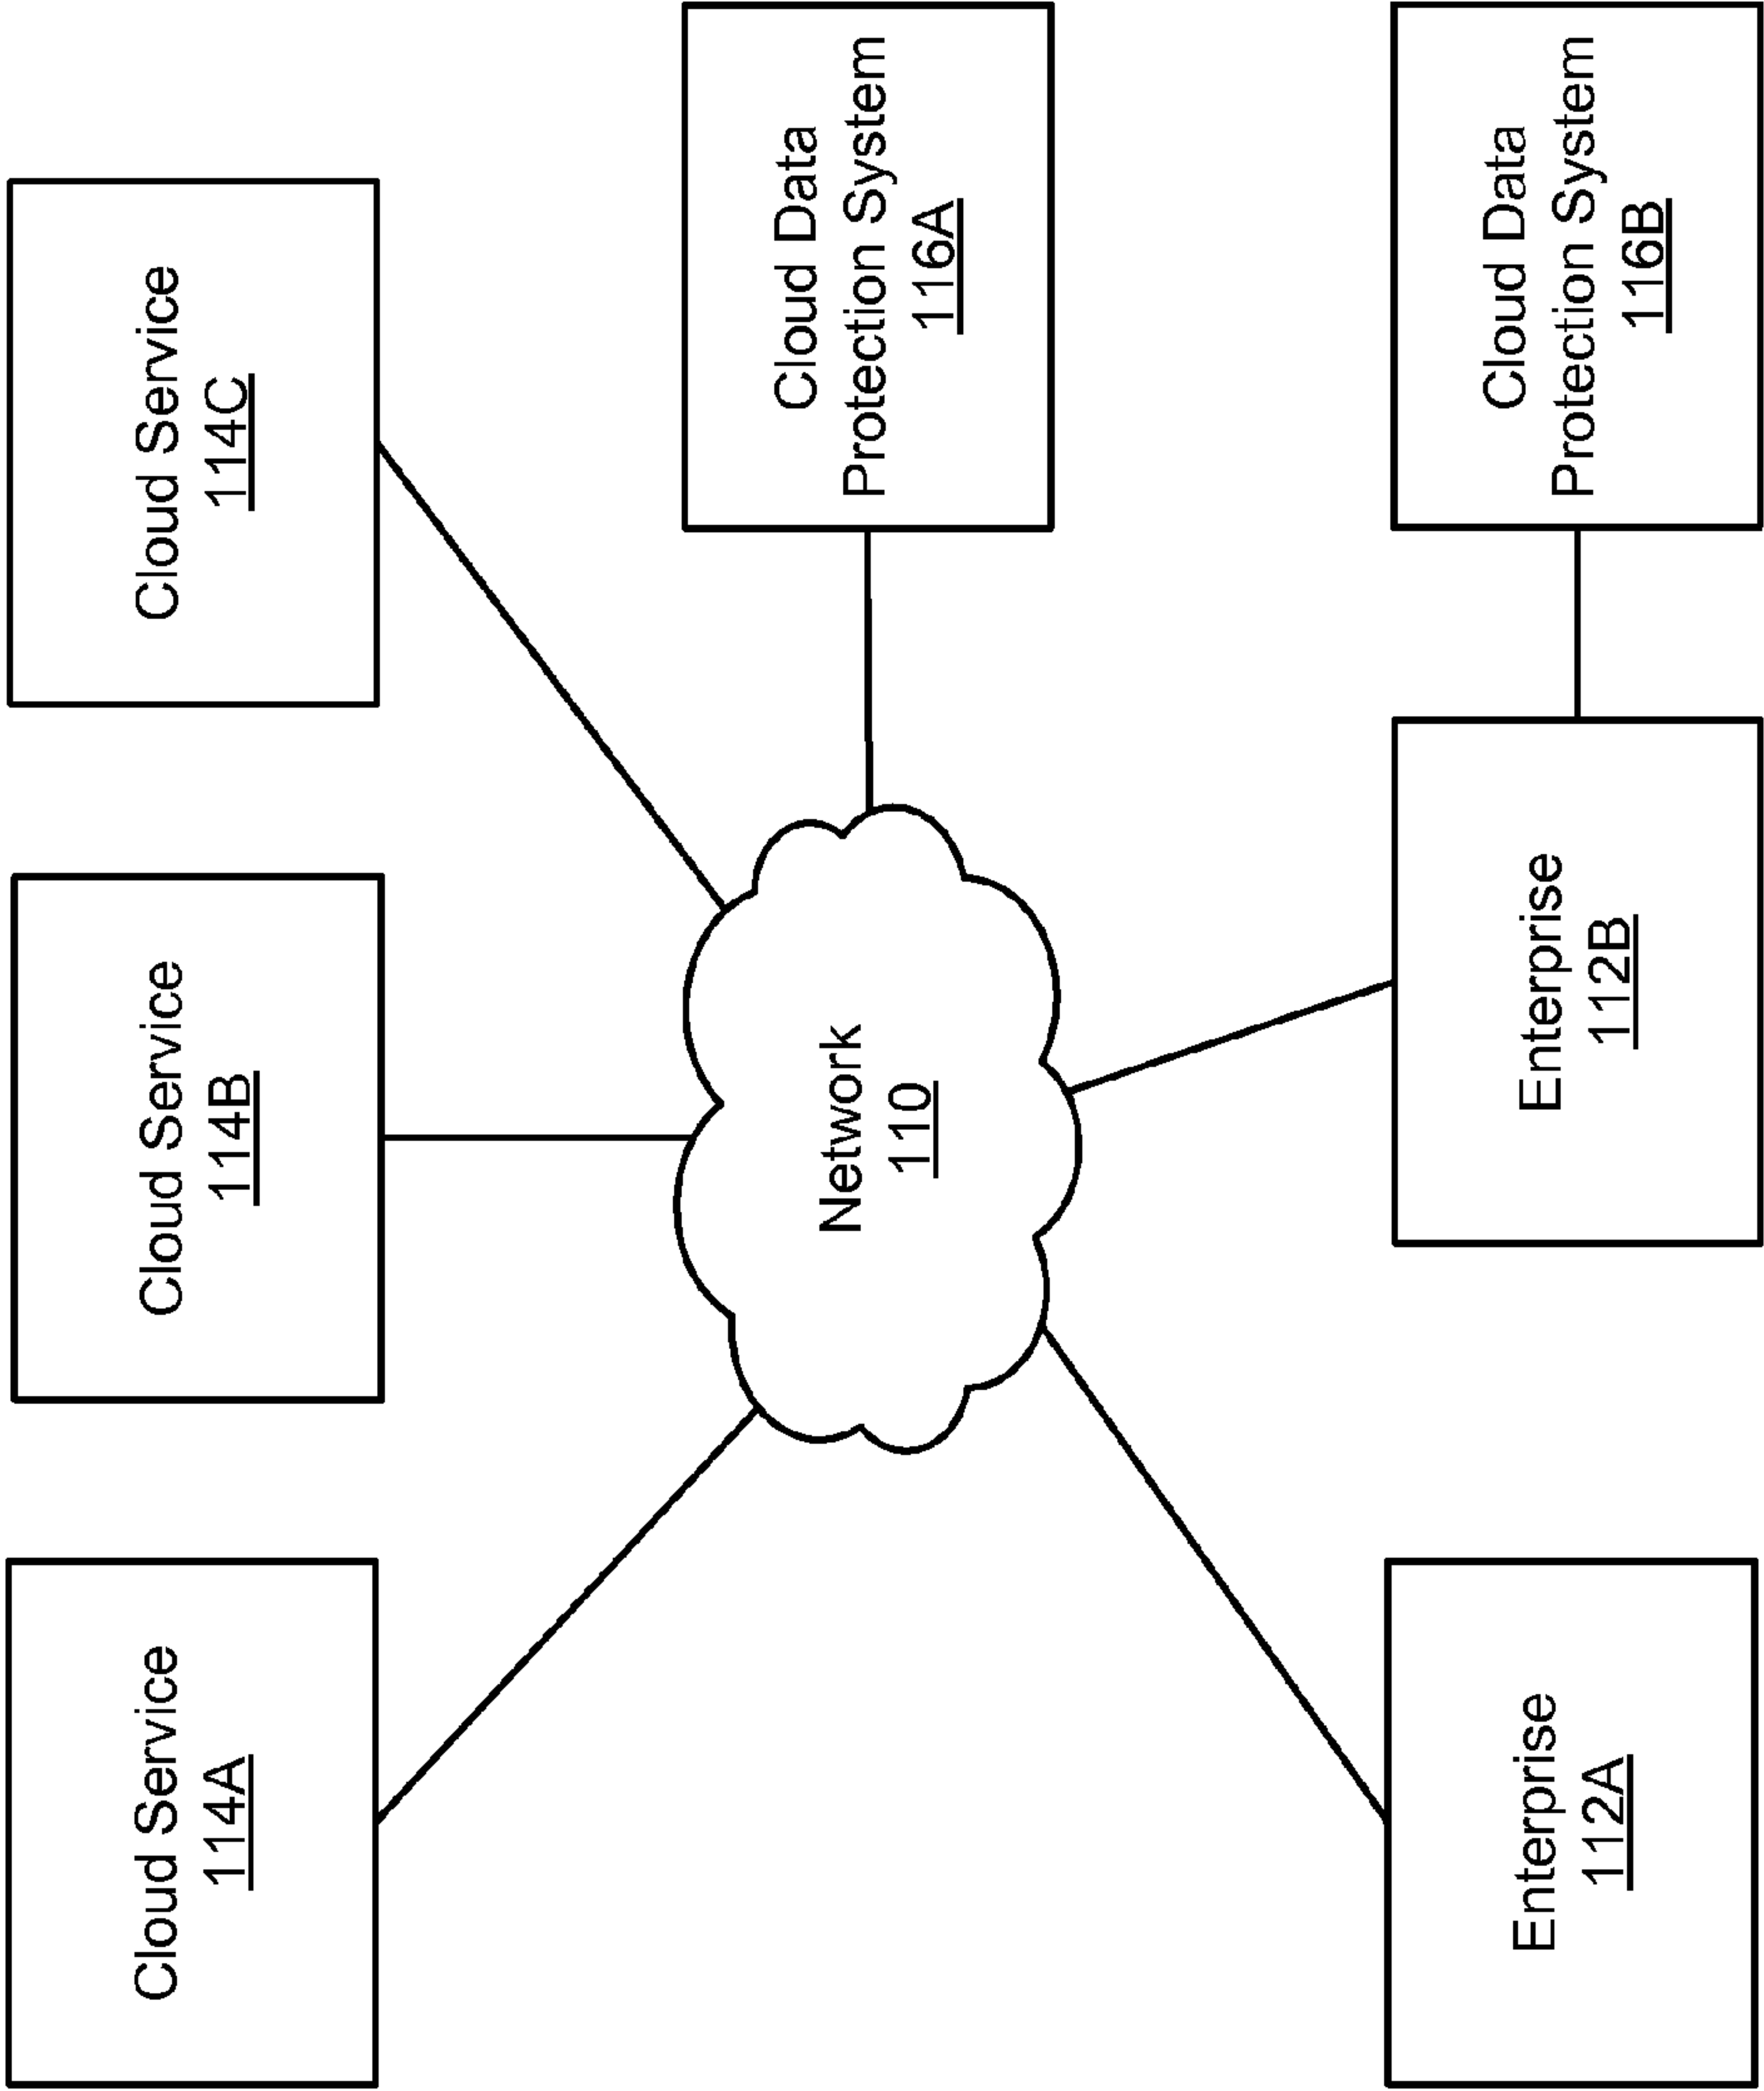 Cloud Service
114A
Cloud Service
114B
Cloud Service
114C
Network
110
Cloud Data
Protection System
116A
Enterprise
112A
Enterprise
112B
Cloud Data
Protection System
116B